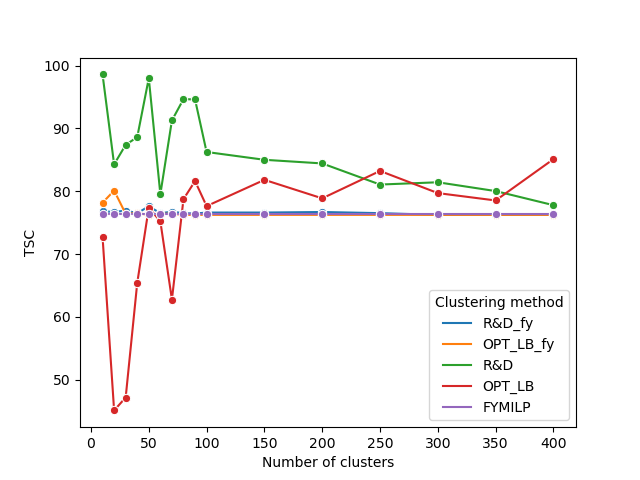 100
90
80
70
60
50
TSC
0
50
100
150
200
250
300
350
400
Number of clusters
Clustering method
R&D_fy
OPT_LB_fy
R&D
OPT_LB
FYMILP